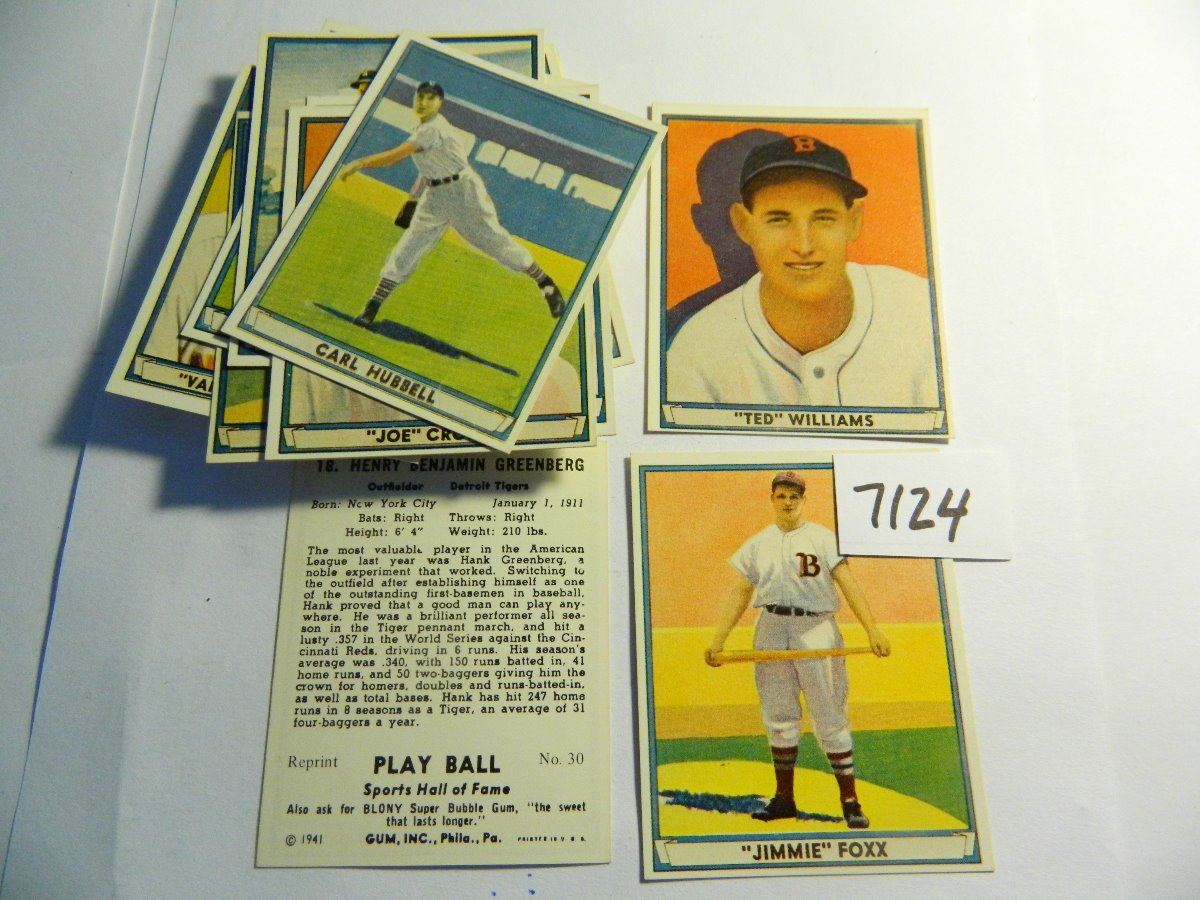 CARL HUBBELL
"VA
"JOE" CRO
"TED" WILLIAMS
7124
B
"JIMMIE" FOXX
18. HENRY BENJAMIN GREENBERG
Outfielder Detroit Tigers
Born: New York City January 1, 1911
Bats: Right Throws: Right
Height: 6' 4" Weight: 210 lbs.
The most valuable player in the American
League last year was Hank Greenberg, a
noble experiment that worked. Switching to
the outfield after establishing himself as one
of the outstanding first-basemen in baseball,
Hank proved that a good man can play any-
where. He was a brilliant performer all sea-
son in the Tiger pennant march, and hit a
lusty .357 in the World Series against the Cin-
cinnati Reds, driving in 6 runs. His season's
average was .340, with 150 runs batted in, 41
home runs, and 50 two-baggers giving him the
crown for homers, doubles and runs-batted-in,
as well as total bases. Hank has hit 247 home
runs in 8 seasons as a Tiger, an average of 31
four-baggers a year.
Reprint PLAY BALL No. 30
Sports Hall of Fame
Also ask for BLONY Super Bubble Gum, "the sweet
that lasts longer."
© 1941 GUM, INC., Phila., Pa. PRINTED IN U. S. A.